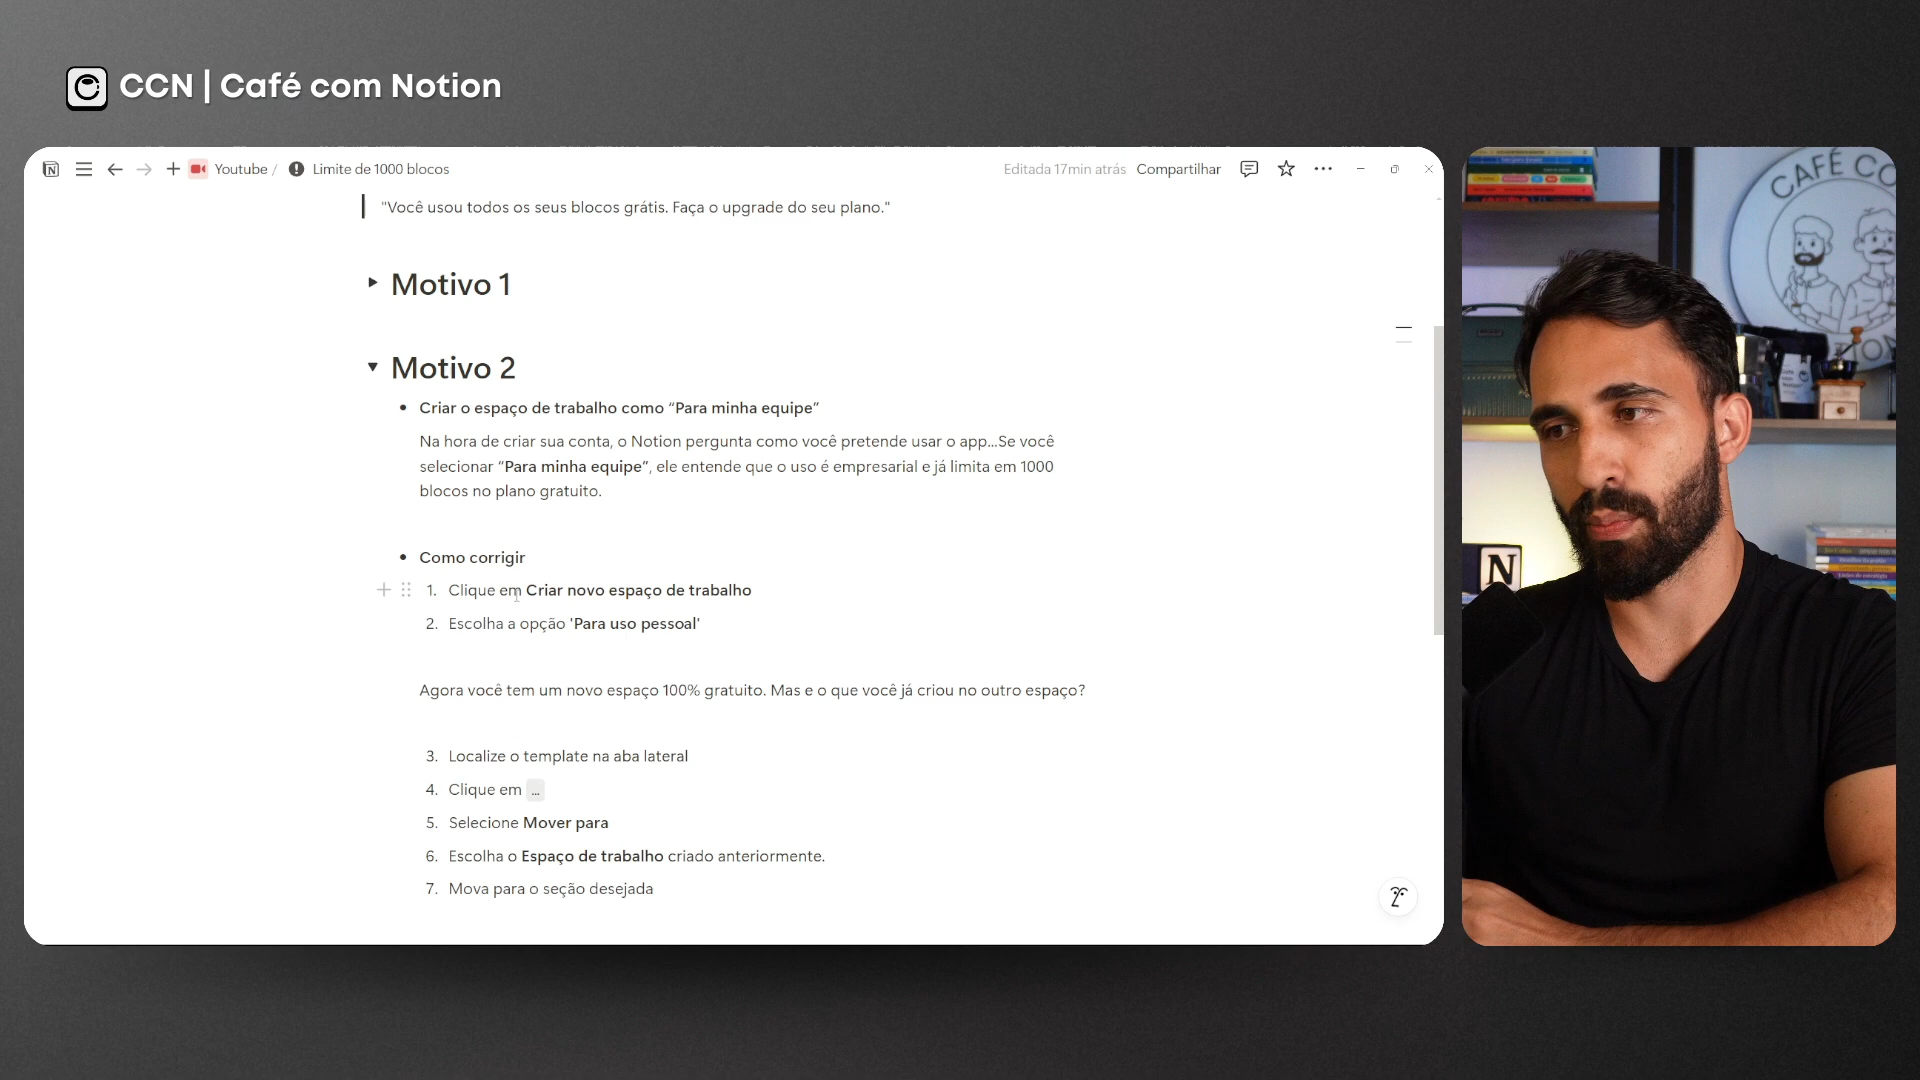 CCN | Café com Notion
Youtube / Limite de 1000 blocos
Editada 17min atrás Compartilhar
"Você usou todos os seus blocos grátis. Faça o upgrade do seu plano."
Motivo 1
Motivo 2
Criar o espaço de trabalho como “Para minha equipe”
Na hora de criar sua conta, o Notion pergunta como você pretende usar o app...Se você
selecionar “Para minha equipe”, ele entende que o uso é empresarial e já limita em 1000
blocos no plano gratuito.
Como corrigir
1. Clique em Criar novo espaço de trabalho
2. Escolha a opção 'Para uso pessoal'
Agora você tem um novo espaço 100% gratuito. Mas e o que você já criou no outro espaço?
3. Localize o template na aba lateral
4. Clique em ...
5. Selecione Mover para
6. Escolha o Espaço de trabalho criado anteriormente.
7. Mova para o seção desejada
CAFÉ CO
N